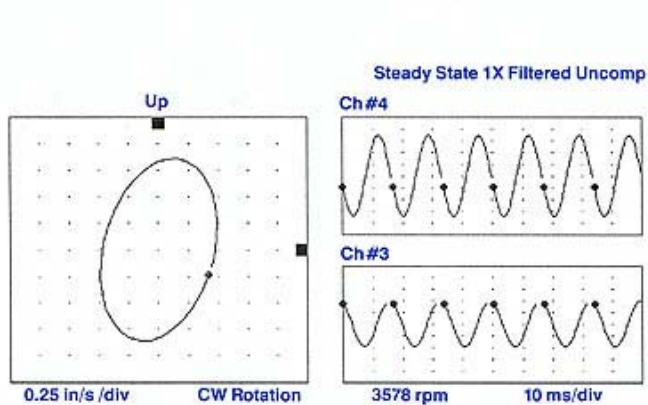 Steady State 1X Filtered Uncomp
Up
Ch#4
Ch#3
0.25 in/s /div
CW Rotation
3578 rpm
10 ms/div